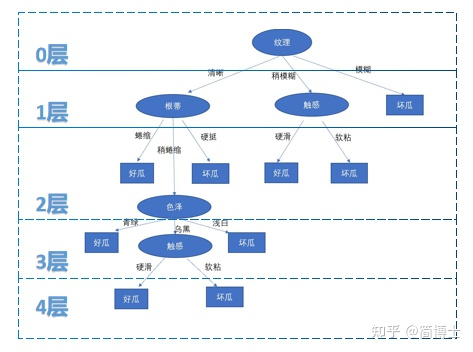 0层
纹理
清晰
稍模糊
模糊
1层
根蒂
触感
坏瓜
蜷缩
稍蜷缩
硬挺
硬滑
软粘
好瓜
坏瓜
好瓜
坏瓜
2层
色泽
青绿
乌黑
浅白
3层
好瓜
触感
坏瓜
硬滑
软粘
4层
好瓜
坏瓜
知乎 @简博士